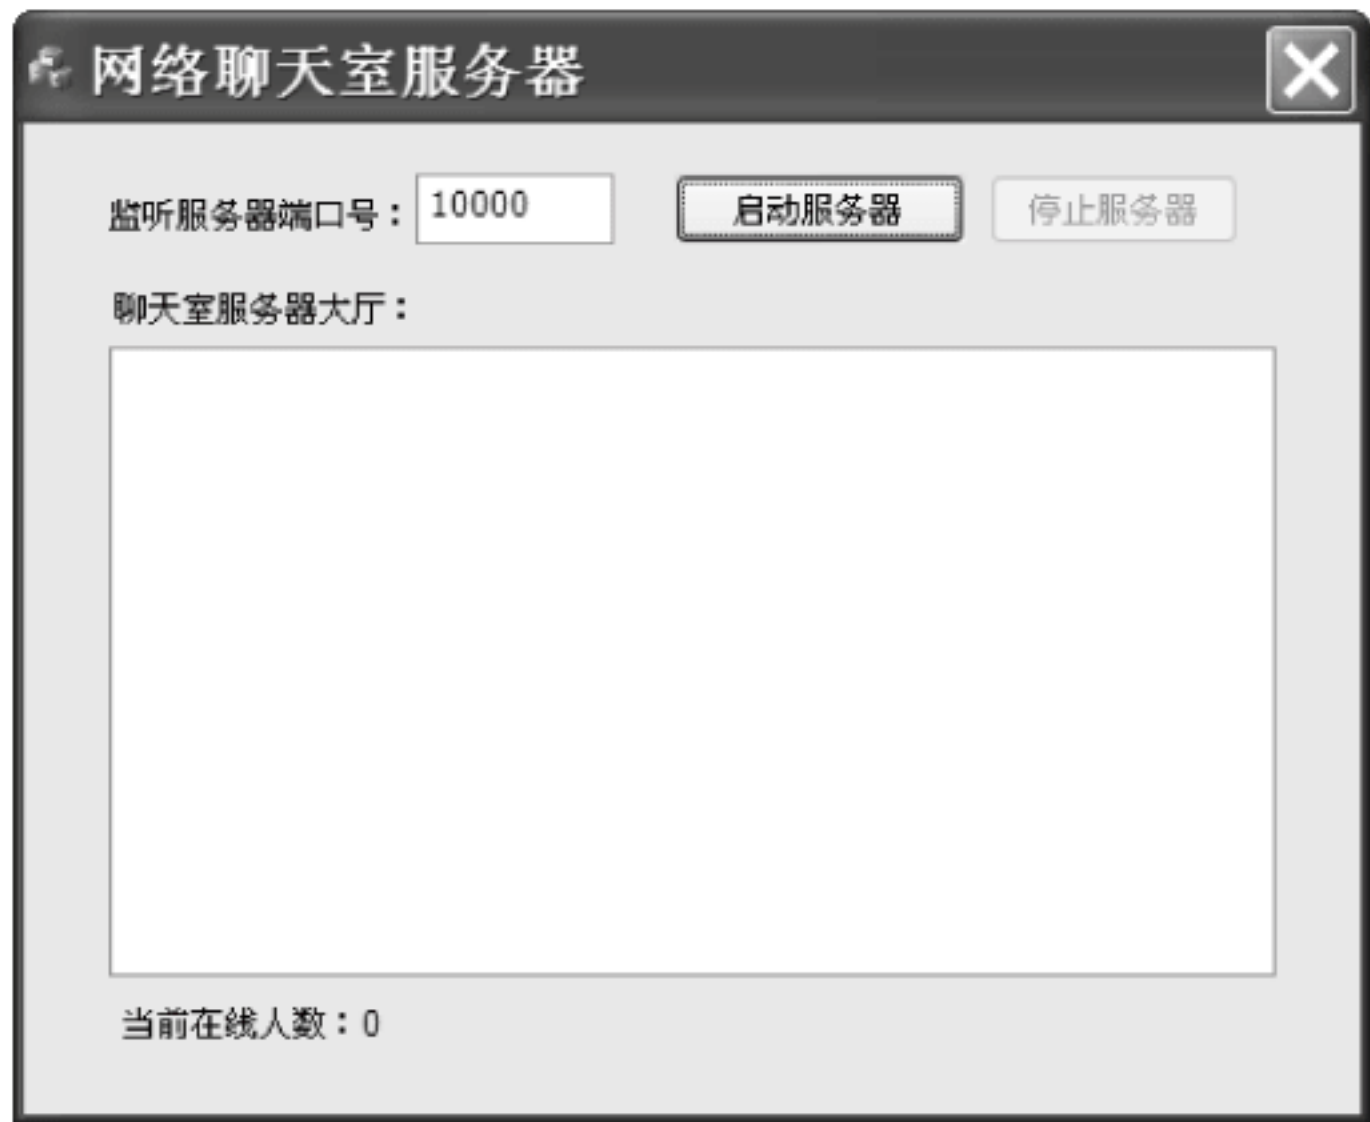 网络聊天室服务器
监听服务器端口号：10000 启动服务器 停止服务器
聊天室服务器大厅：
当前在线人数：0